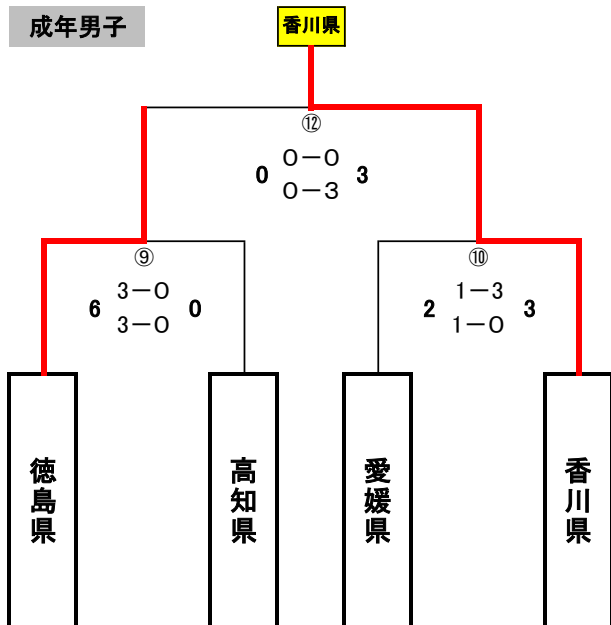 成年男子
香川県
⑫
0 0-0 3
0-3
⑨
⑩
6 3-0 0
3-0
2 1-3 3
1-0
徳島県
高知県
愛媛県
香川県